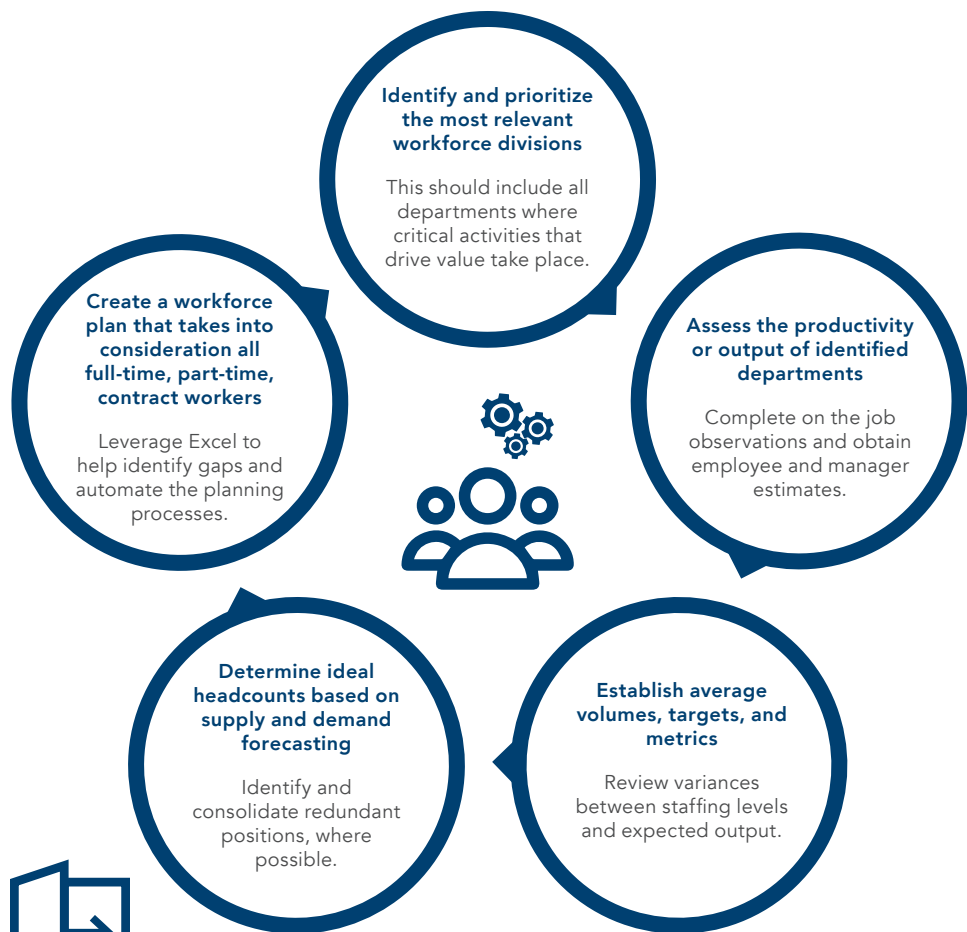 Identify and prioritize
the most relevant
workforce divisions
This should include all
departments where
critical activities that
drive value take place.
Assess the productivity
or output of identified
departments
Complete on the job
observations and obtain
employee and manager
estimates.
Establish average
volumes, targets, and
metrics
Review variances
between staffing levels
and expected output.
Determine ideal
headcounts based on
supply and demand
forecasting
Identify and
consolidate redundant
positions, where
possible.
Create a workforce
plan that takes into
consideration all
full-time, part-time,
contract workers
Leverage Excel to
help identify gaps and
automate the planning
processes.